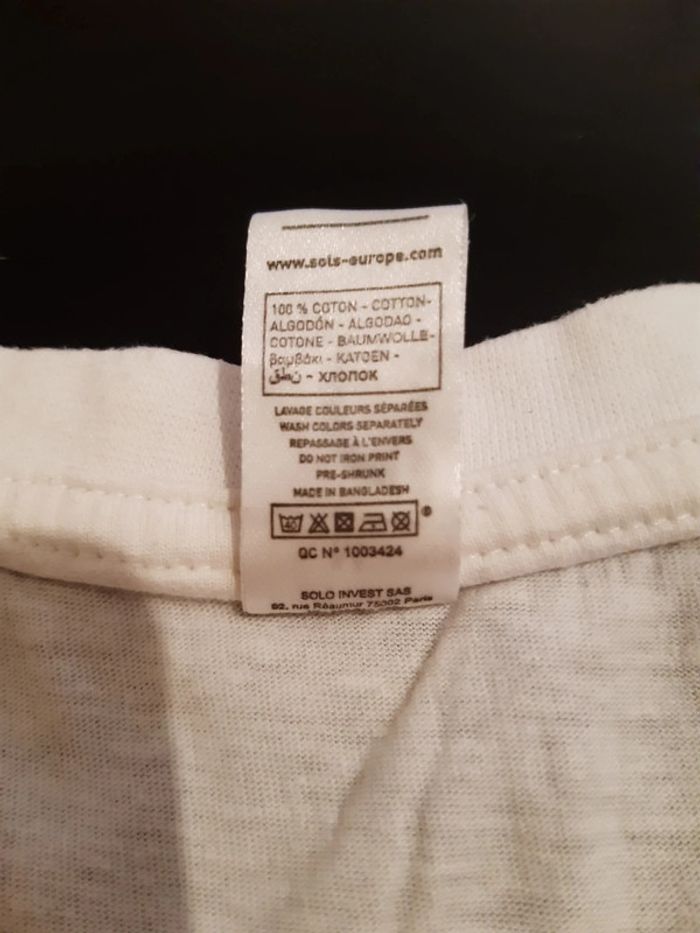 www.sols-europe.com
100 % COTON - COTTON-
ALGODÓN - ALGODAO -
COTONE - BAUMWOLLE-
βαμβάκι - KATOEN -
قطن - ХЛОПОК
LAVAGE COULEURS SÉPARÉES
WASH COLORS SEPARATELY
REPASSAGE À L'ENVERS
DO NOT IRON PRINT
PRE-SHRUNK
MADE IN BANGLADESH
QC N° 1003424
SOLO INVEST SAS
92, rue Réaumur 75002 Paris